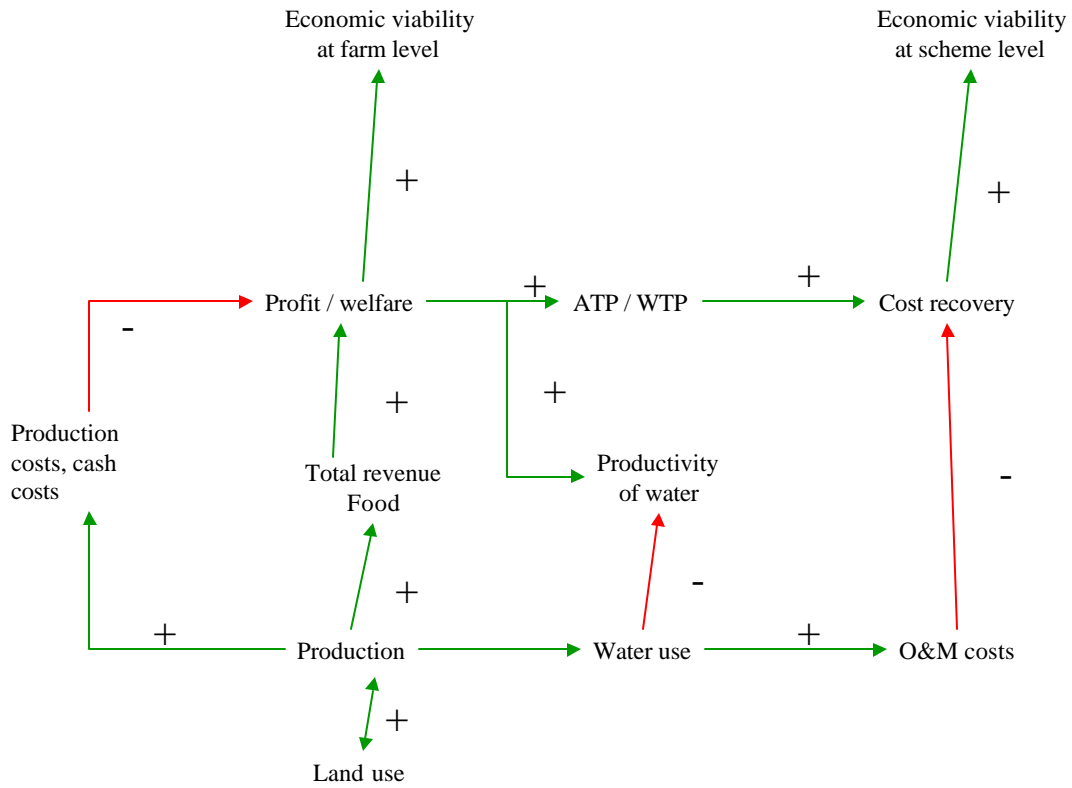 Economic viability
at farm level
Economic viability
at scheme level
+
+
Profit / welfare
+
ATP / WTP
+
Cost recovery
-
+
+
Production
costs, cash
costs
Total revenue
Food
Productivity
of water
-
+
-
+
Production
Water use
+
O&M costs
+
Land use